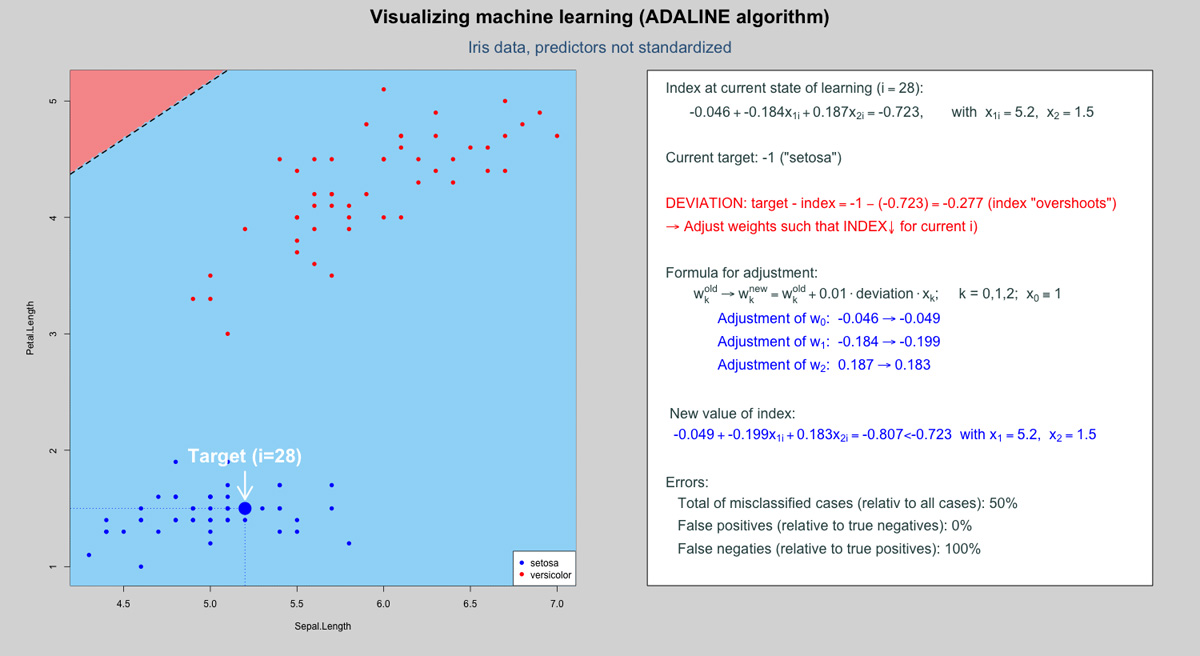 Visualizing machine learning (ADALINE algorithm)
Iris data, predictors not standardized
Petal.Length
5
4
3
2
1
Target (i=28)
setosa
versicolor
4.5 5.0 5.5 6.0 6.5 7.0
Sepal.Length
Index at current state of learning (i = 28):
-0.046 + -0.184x1i + 0.187x2i = -0.723, with x1i = 5.2, x2 = 1.5
Current target: -1 ("setosa")
DEVIATION: target - index = -1 – (-0.723) = -0.277 (index "overshoots")
→ Adjust weights such that INDEX↓ for current i)
Formula for adjustment:
wkold → wknew = wkold + 0.01 · deviation · xk; k = 0,1,2; x0 ≡ 1
Adjustment of w0: -0.046 → -0.049
Adjustment of w1: -0.184 → -0.199
Adjustment of w2: 0.187 → 0.183
New value of index:
-0.049 + -0.199x1i + 0.183x2i = -0.807<-0.723 with x1 = 5.2, x2 = 1.5
Errors:
Total of misclassified cases (relativ to all cases): 50%
False positives (relative to true negatives): 0%
False negaties (relative to true positives): 100%